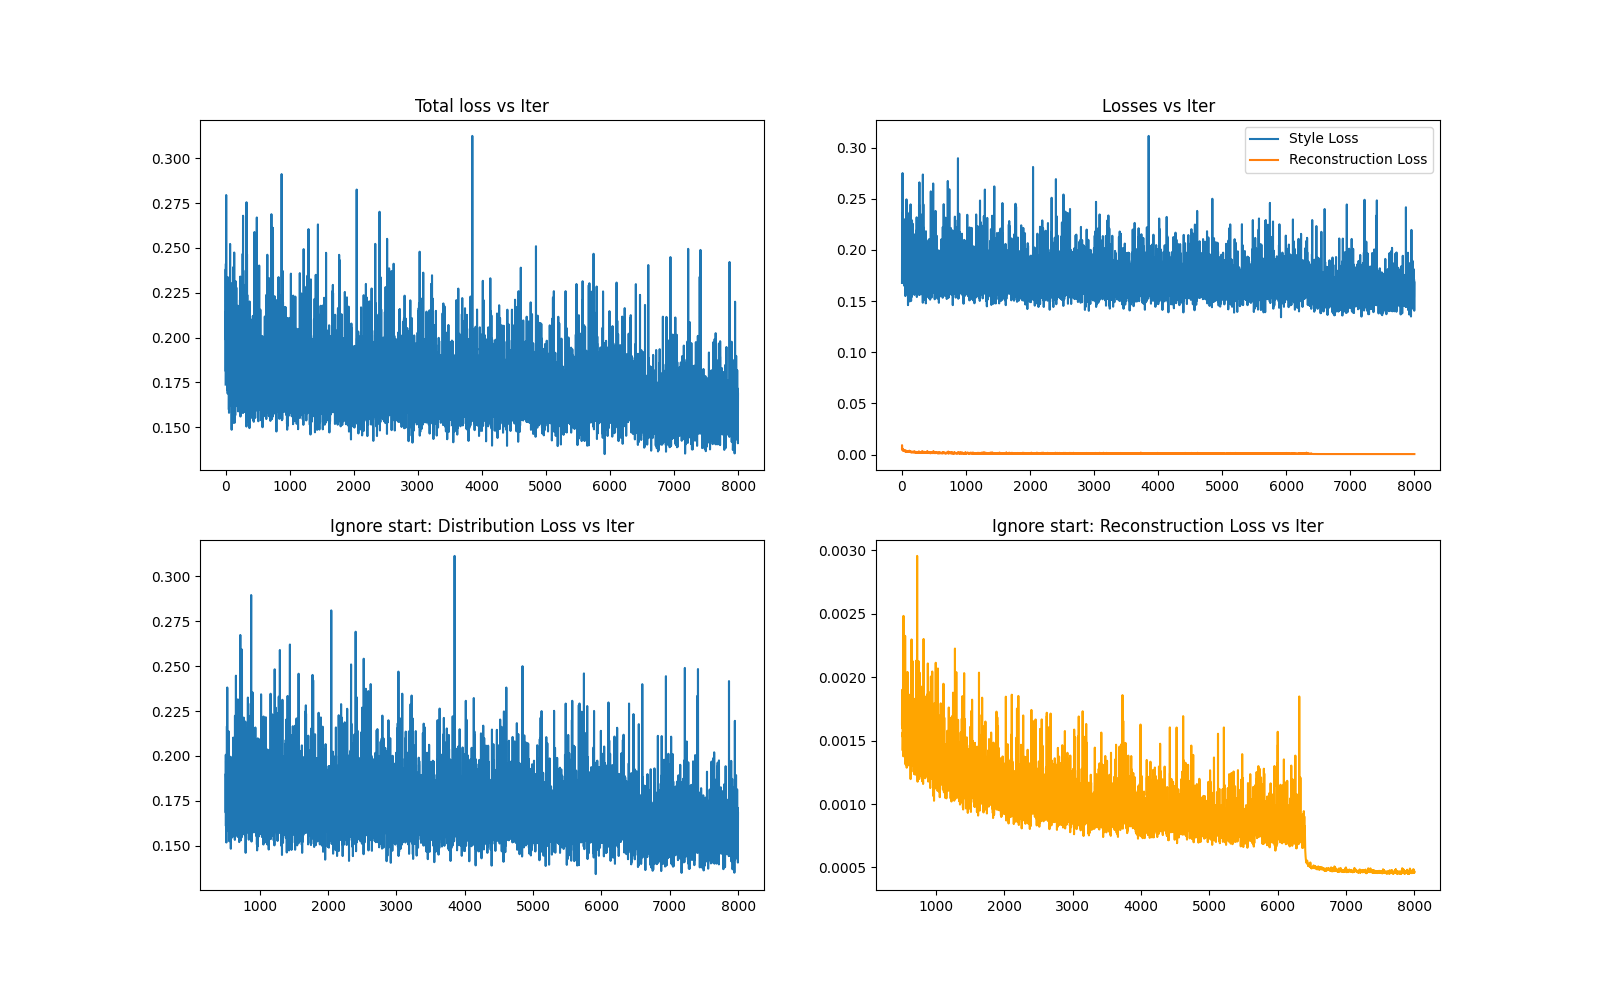 Total loss vs Iter
0.300
0.275
0.250
0.225
0.200
0.175
0.150
0 1000 2000 3000 4000 5000 6000 7000 8000
Losses vs Iter
Style Loss
Reconstruction Loss
0.30
0.25
0.20
0.15
0.10
0.05
0.00
0 1000 2000 3000 4000 5000 6000 7000 8000
Ignore start: Distribution Loss vs Iter
0.300
0.275
0.250
0.225
0.200
0.175
0.150
1000 2000 3000 4000 5000 6000 7000 8000
Ignore start: Reconstruction Loss vs Iter
0.0030
0.0025
0.0020
0.0015
0.0010
0.0005
1000 2000 3000 4000 5000 6000 7000 8000